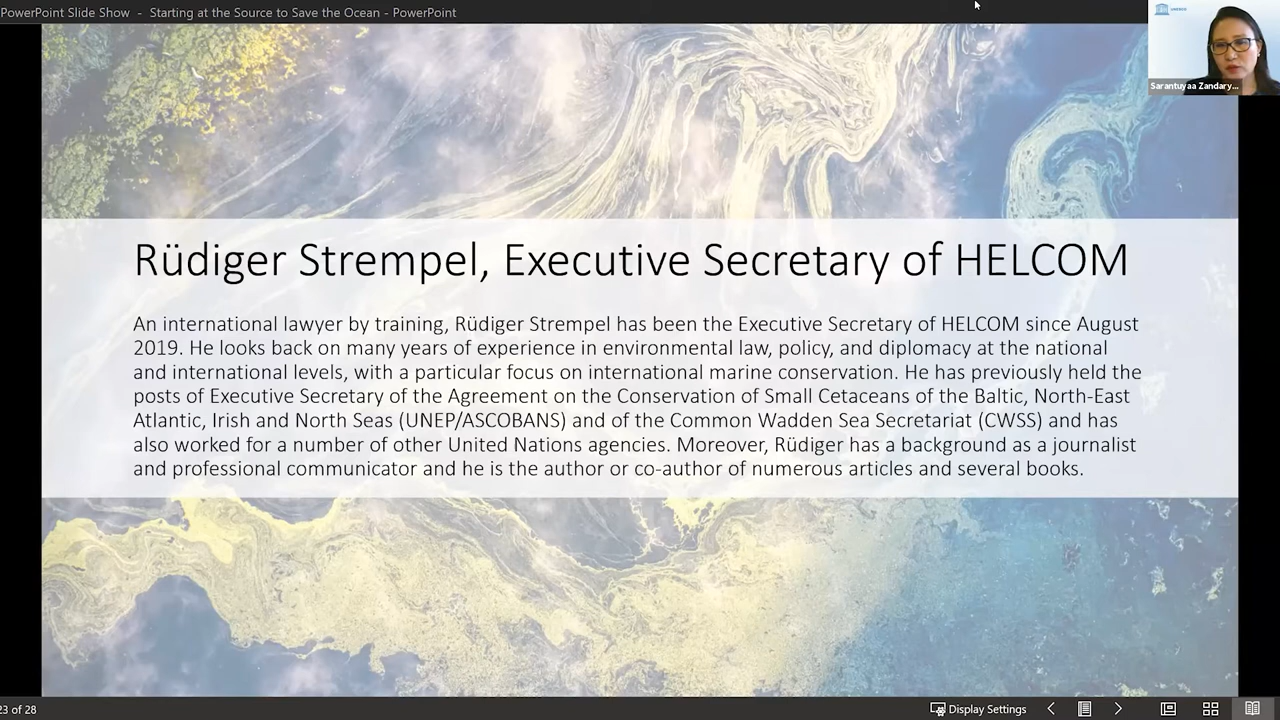 PowerPoint Slide Show - Starting at the Source to Save the Ocean - PowerPoint
Sarantuyaa Zandary...
Rüdiger Strempel, Executive Secretary of HELCOM
An international lawyer by training, Rüdiger Strempel has been the Executive Secretary of HELCOM since August
2019. He looks back on many years of experience in environmental law, policy, and diplomacy at the national
and international levels, with a particular focus on international marine conservation. He has previously held the
posts of Executive Secretary of the Agreement on the Conservation of Small Cetaceans of the Baltic, North-East
Atlantic, Irish and North Seas (UNEP/ASCOBANS) and of the Common Wadden Sea Secretariat (CWSS) and has
also worked for a number of other United Nations agencies. Moreover, Rüdiger has a background as a journalist
and professional communicator and he is the author or co-author of numerous articles and several books.
23 of 28
Display Settings